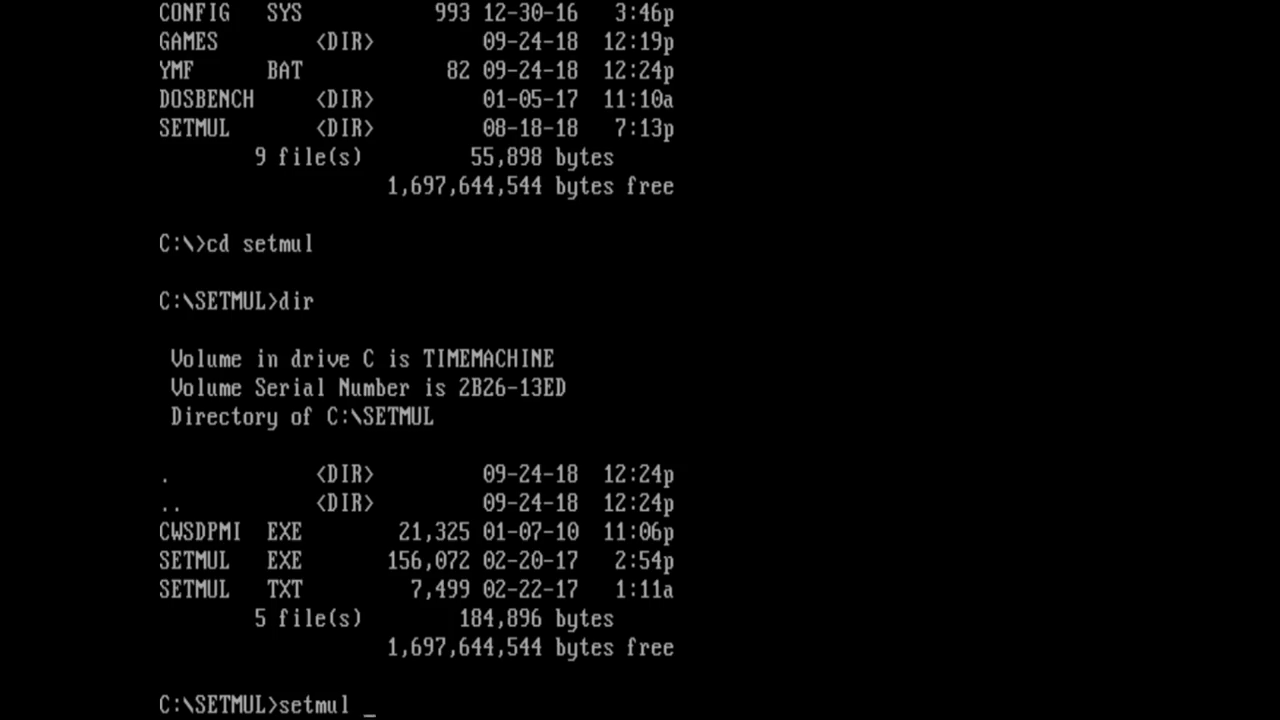 CONFIG   SYS           993 12-30-16   3:46p
GAMES        <DIR>         09-24-18  12:19p
YMF      BAT            82 09-24-18  12:24p
DOSBENCH     <DIR>         01-05-17  11:10a
SETMUL       <DIR>         08-18-18   7:13p
        9 file(s)         55,898 bytes
                   1,697,644,544 bytes free
C:\>cd setmul
C:\SETMUL>dir
 Volume in drive C is TIMEMACHINE
 Volume Serial Number is 2B26-13ED
 Directory of C:\SETMUL
.            <DIR>         09-24-18  12:24p
..           <DIR>         09-24-18  12:24p
CWSDPMI  EXE        21,325 01-07-10  11:06p
SETMUL   EXE       156,072 02-20-17   2:54p
SETMUL   TXT         7,499 02-22-17   1:11a
        5 file(s)        184,896 bytes
                   1,697,644,544 bytes free
C:\SETMUL>setmul _